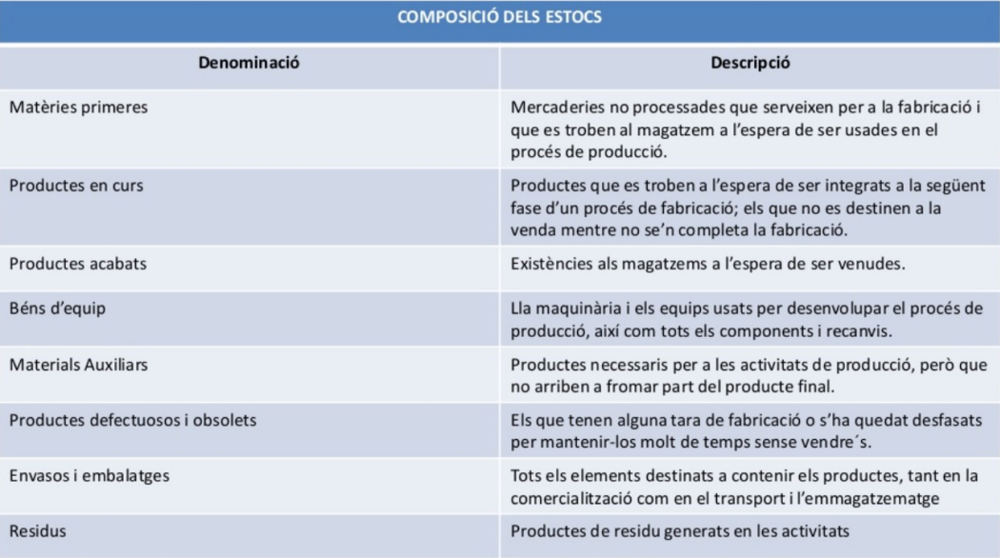 COMPOSICIÓ DELS ESTOCS
Denominació
Descripció
Matèries primeres
Mercaderies no processades que serveixen per a la fabricació i
que es troben al magatzem a l'espera de ser usades en el
procés de producció.
Productes en curs
Productes que es troben a l'espera de ser integrats a la següent
fase d'un procés de fabricació; els que no es destinen a la
venda mentre no se'n completa la fabricació.
Productes acabats
Existències als magatzems a l'espera de ser venudes.
Béns d'equip
Lla maquinària i els equips usats per desenvolupar el procés de
producció, així com tots els components i recanvis.
Materials Auxiliars
Productes necessaris per a les activitats de producció, però que
no arriben a fromar part del producte final.
Productes defectuosos i obsolets
Els que tenen alguna tara de fabricació o s'ha quedat desfasats
per mantenir-los molt de temps sense vendre´s.
Envasos i embalatges
Tots els elements destinats a contenir els productes, tant en la
comercialització com en el transport i l'emmagatzematge
Residus
Productes de residu generats en les activitats